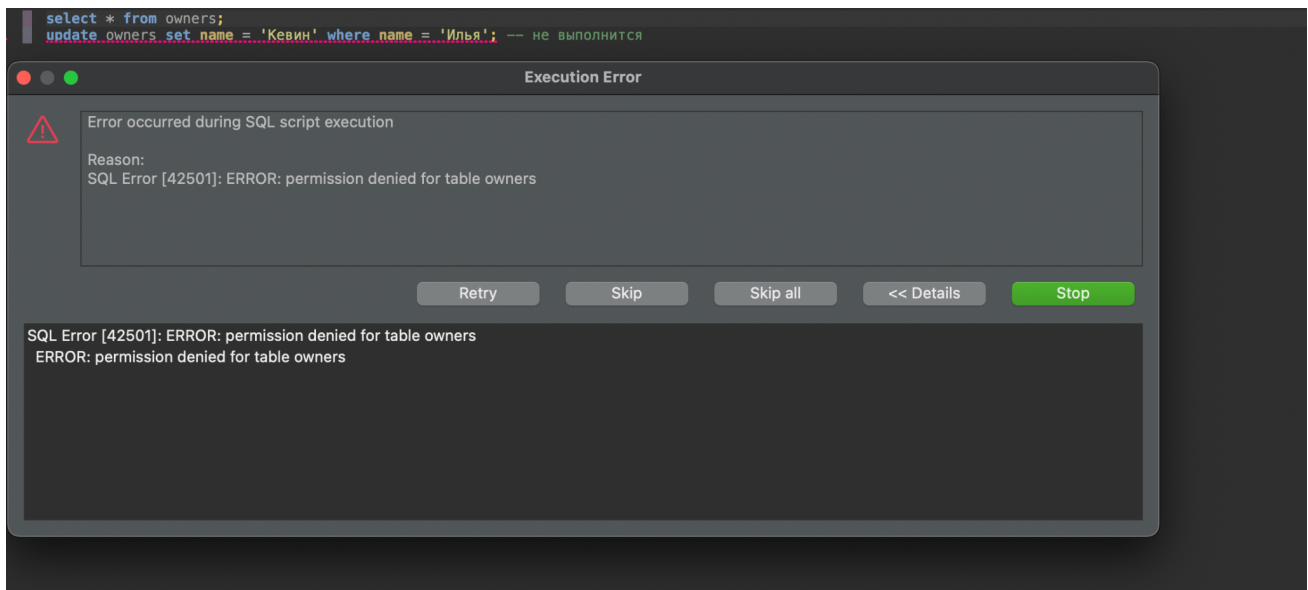 select * from owners;
update owners set name = 'Кевин' where name = 'Илья'; -- не выполнится
Execution Error
Error occurred during SQL script execution
Reason:
SQL Error [42501]: ERROR: permission denied for table owners
Retry
Skip
Skip all
<< Details
Stop
SQL Error [42501]: ERROR: permission denied for table owners
ERROR: permission denied for table owners